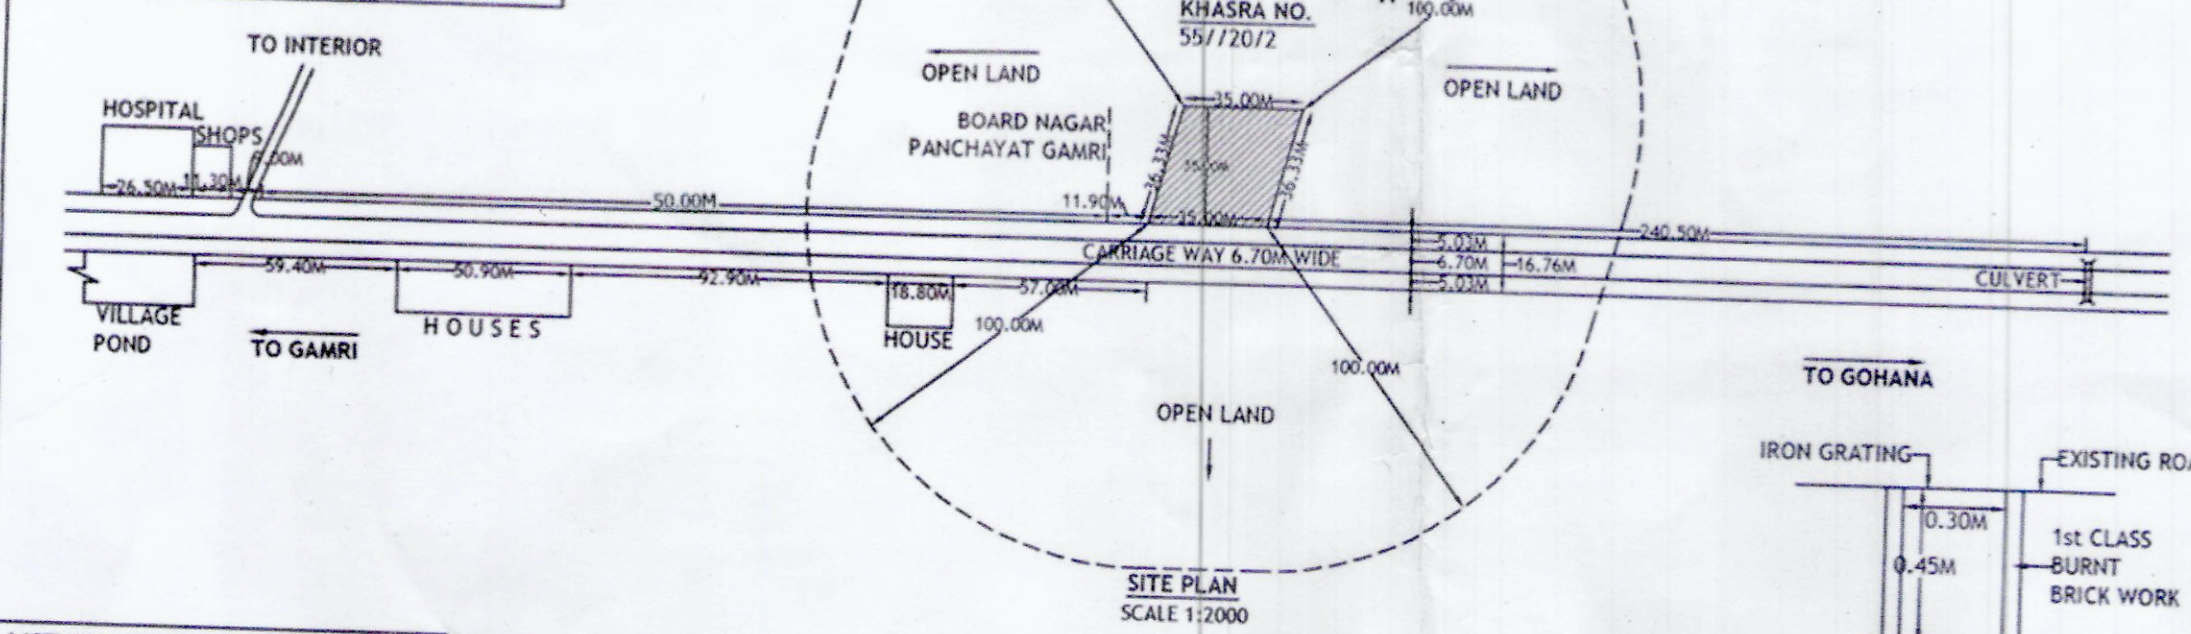 KHASRA NO.
55//20/2
100.00M
TO INTERIOR
OPEN LAND
OPEN LAND
HOSPITAL
SHOPS
35.00M
BOARD NAGAR
PANCHAYAT GAMRI
36.33M
36.33M
26.50M
11.30M
50.00M
11.90M
35.00M
CARRIAGE WAY 6.70M WIDE
5.03M
6.70M
5.03M
16.76M
240.50M
CULVERT
59.40M
50.90M
92.90M
18.80M
57.00M
VILLAGE
POND
TO GAMRI
HOUSES
HOUSE
100.00M
100.00M
TO GOHANA
OPEN LAND
IRON GRATING
0.30M
0.45M
1st CLASS
BURNT
BRICK WORK
SITE PLAN
SCALE 1:2000
EXISTING